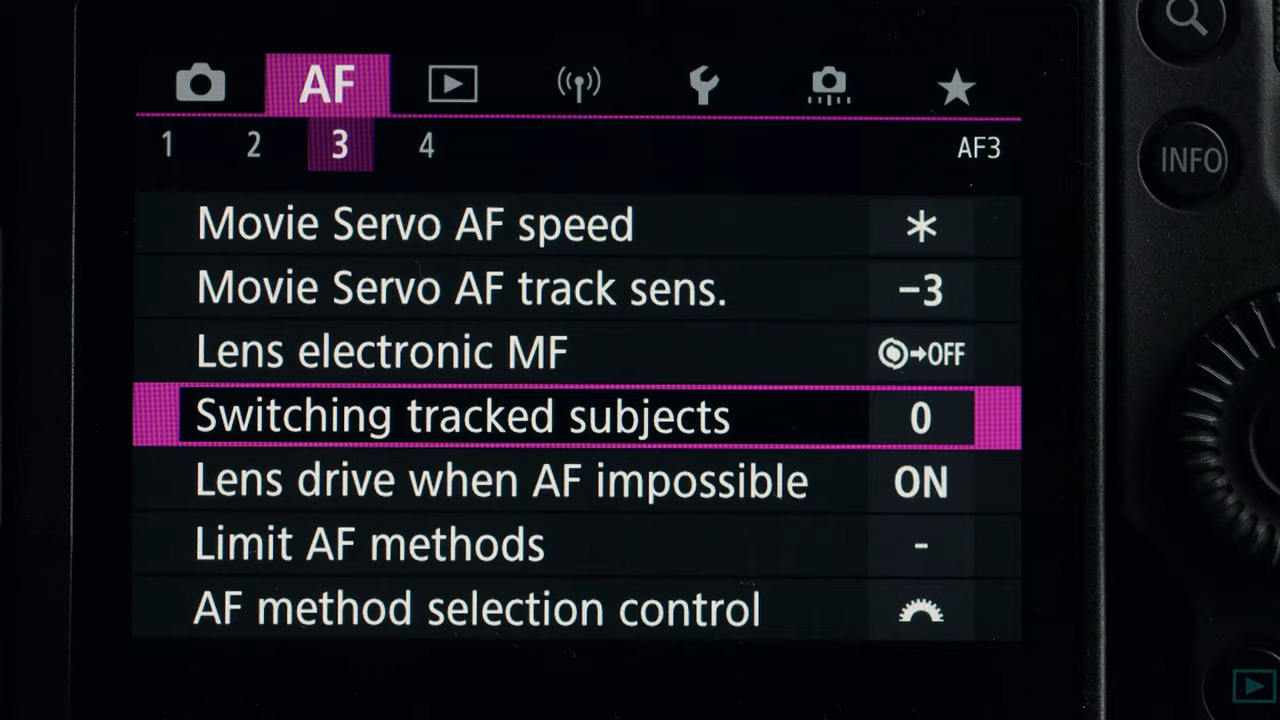 AF
1 2 3 4 AF3
INFO
Movie Servo AF speed
Movie Servo AF track sens. -3
Lens electronic MF OFF
Switching tracked subjects 0
Lens drive when AF impossible ON
Limit AF methods -
AF method selection control